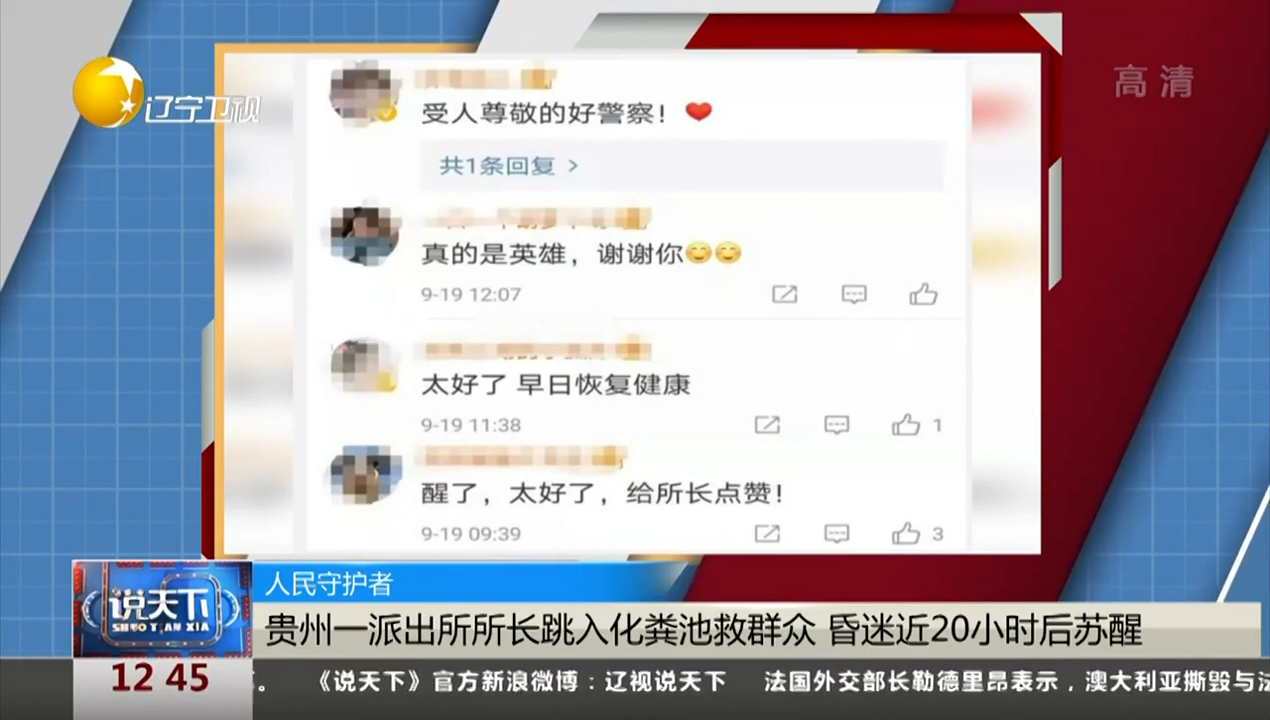 辽宁卫视
高清
受人尊敬的好警察！
共1条回复 >
真的是英雄，谢谢你
9-19 12:07
太好了 早日恢复健康
9-19 11:38
1
醒了，太好了，给所长点赞！
9-19 09:39
3
说天下
SHUO TIAN XIA
人民守护者
贵州一派出所所长跳入化粪池救群众 昏迷近20小时后苏醒
12 45
。 《说天下》官方新浪微博：辽视说天下 法国外交部长勒德里昂表示，澳大利亚撕毁与